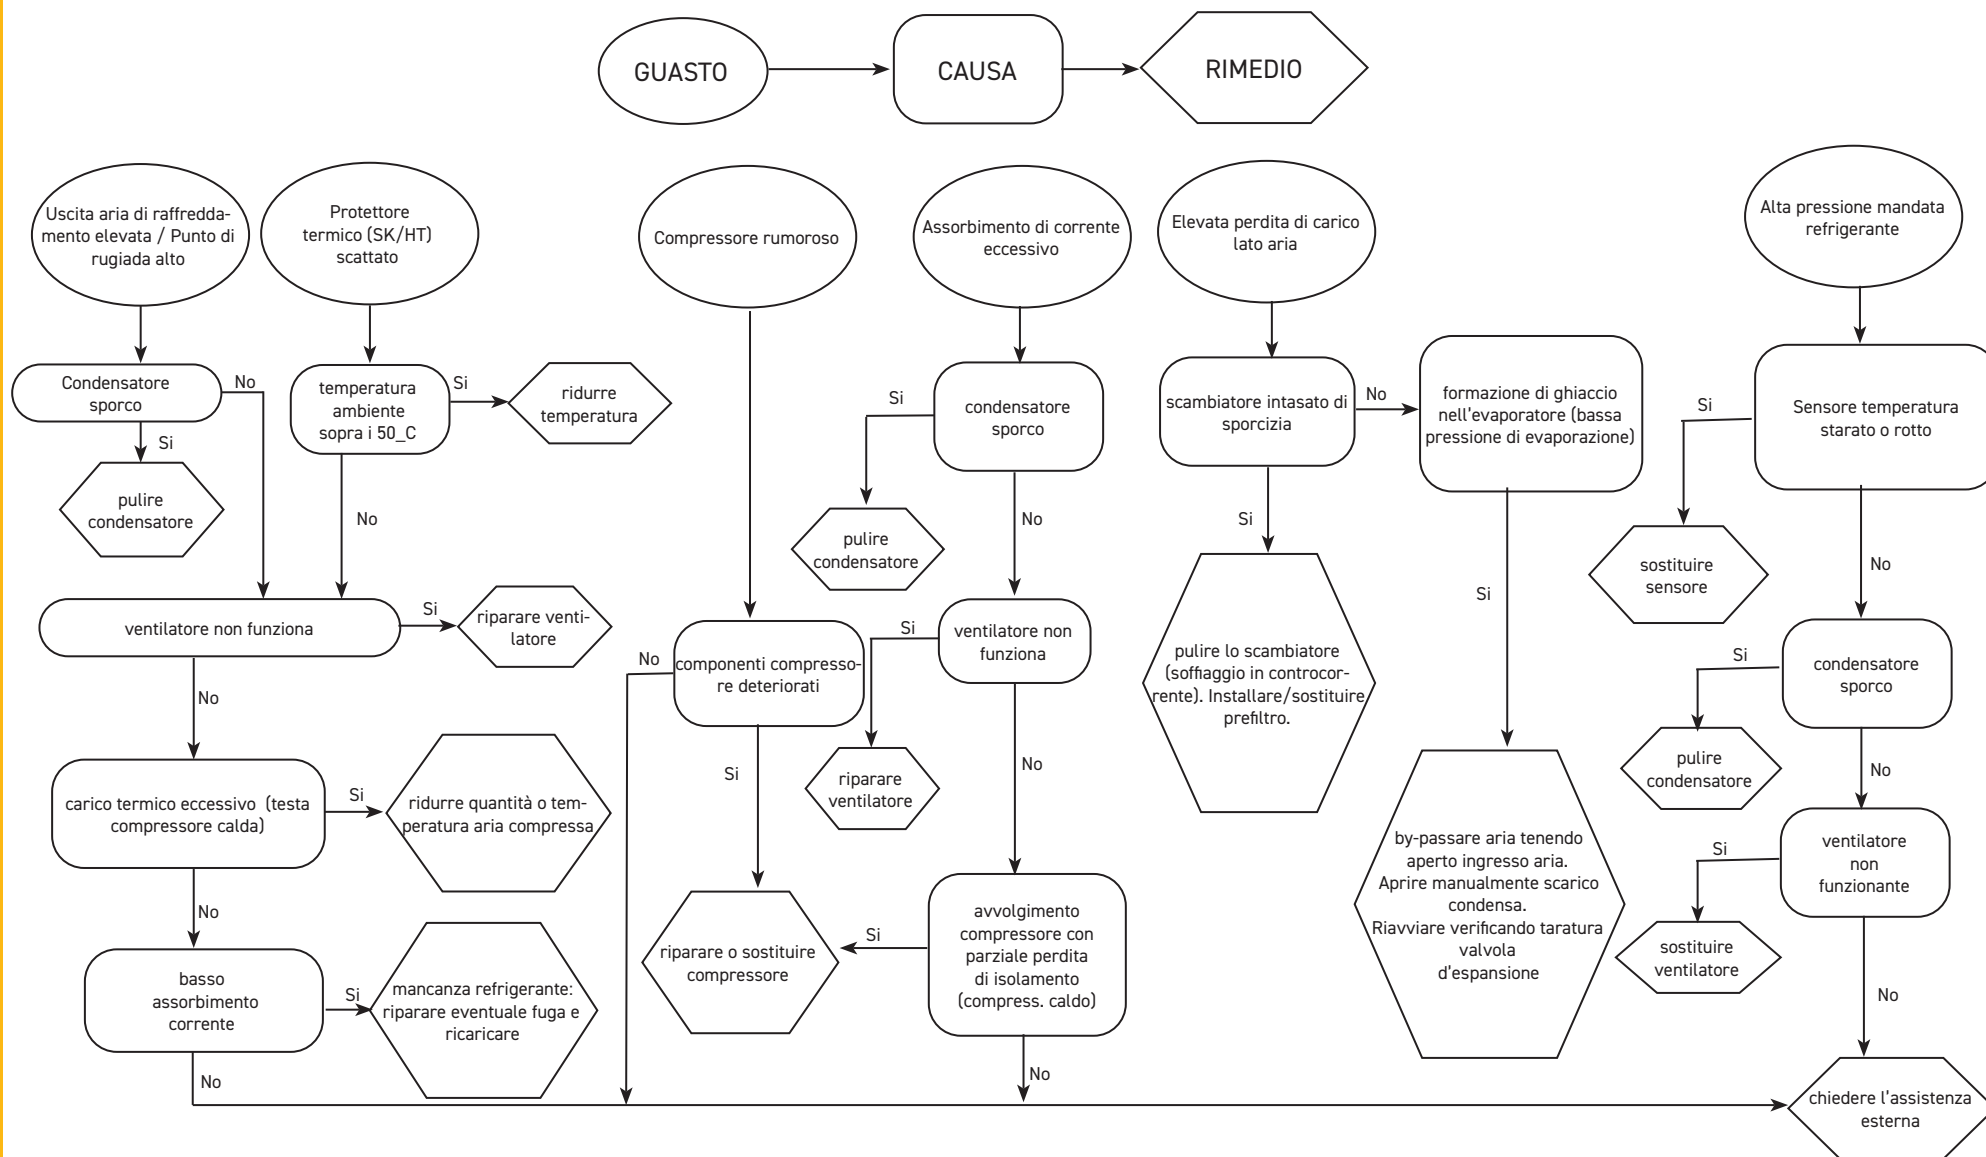 GUASTO
CAUSA
RIMEDIO
Uscita aria di raffredda-
mento elevata / Punto di
rugiada alto
Protettore
termico (SK/HT)
scattato
Compressore rumoroso
Assorbimento di corrente
eccessivo
Elevata perdita di carico
lato aria
Alta pressione mandata
refrigerante
Condensatore
sporco
No
Si
pulire
condensatore
temperatura
ambiente
sopra i 50_C
Si
ridurre
temperatura
No
ventilatore non funziona
Si
riparare venti-
latore
No
carico termico eccessivo (testa
compressore calda)
Si
ridurre quantità o tem-
peratura aria compressa
No
basso
assorbimento
corrente
Si
mancanza refrigerante:
riparare eventuale fuga e
ricaricare
No
componenti compresso-
re deteriorati
No
Si
riparare o sostituire
compressore
condensatore
sporco
Si
pulire
condensatore
No
ventilatore non
funziona
Si
riparare
ventilatore
No
avvolgimento
compressore con
parziale perdita
di isolamento
(compress. caldo)
Si
No
scambiatore intasato di
sporcizia
No
Si
pulire lo scambiatore
(soffiaggio in controcor-
rente). Installare/sostituire
prefiltro.
formazione di ghiaccio
nell'evaporatore (bassa
pressione di evaporazione)
Si
by-passare aria tenendo
aperto ingresso aria.
Aprire manualmente scarico
condensa.
Riavviare verificando taratura
valvola
d'espansione
Sensore temperatura
starato o rotto
Si
sostituire
sensore
No
condensatore
sporco
Si
pulire
condensatore
No
ventilatore
non
funzionante
Si
sostituire
ventilatore
No
chiedere l'assistenza
esterna